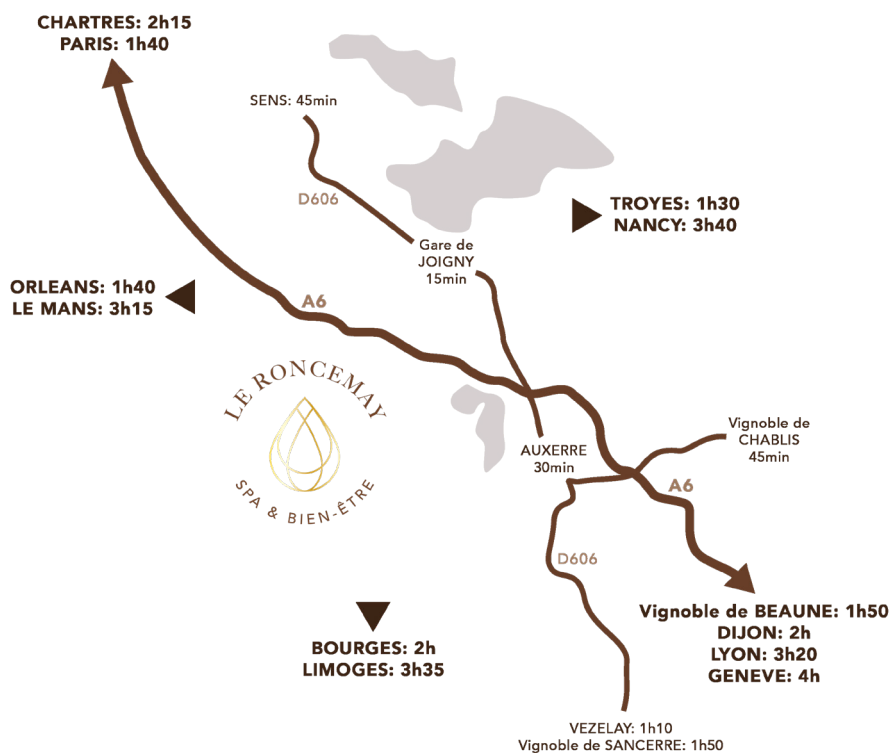 CHARTRES: 2h15
PARIS: 1h40
SENS: 45min
D606
TROYES: 1h30
NANCY: 3h40
Gare de
JOIGNY
15min
ORLEANS: 1h40
LE MANS: 3h15
A6
LE RONCEMAY
SPA & BIEN-ÊTRE
AUXERRE
30min
Vignoble de
CHABLIS
45min
A6
D606
BOURGES: 2h
LIMOGES: 3h35
Vignoble de BEAUNE: 1h50
DIJON: 2h
LYON: 3h20
GENEVE: 4h
VEZELAY: 1h10
Vignoble de SANCERRE: 1h50